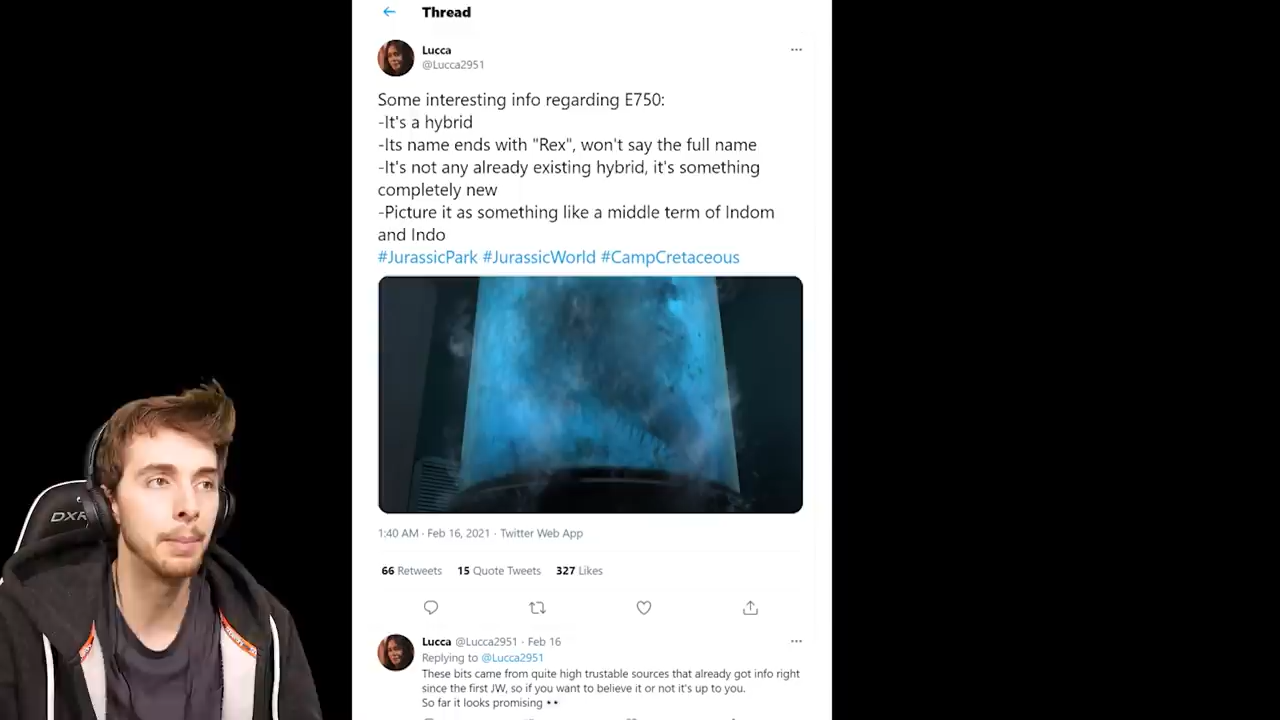 Thread
Lucca
@Lucca2951
Some interesting info regarding E750:
-It's a hybrid
-Its name ends with "Rex", won't say the full name
-It's not any already existing hybrid, it's something
completely new
-Picture it as something like a middle term of Indom
and Indo
#JurassicPark #JurassicWorld #CampCretaceous
1:40 AM · Feb 16, 2021 · Twitter Web App
66 Retweets 15 Quote Tweets 327 Likes
Lucca @Lucca2951 · Feb 16
Replying to @Lucca2951
These bits came from quite high trustable sources that already got info right
since the first JW, so if you want to believe it or not it's up to you.
So far it looks promising 👀
DXR